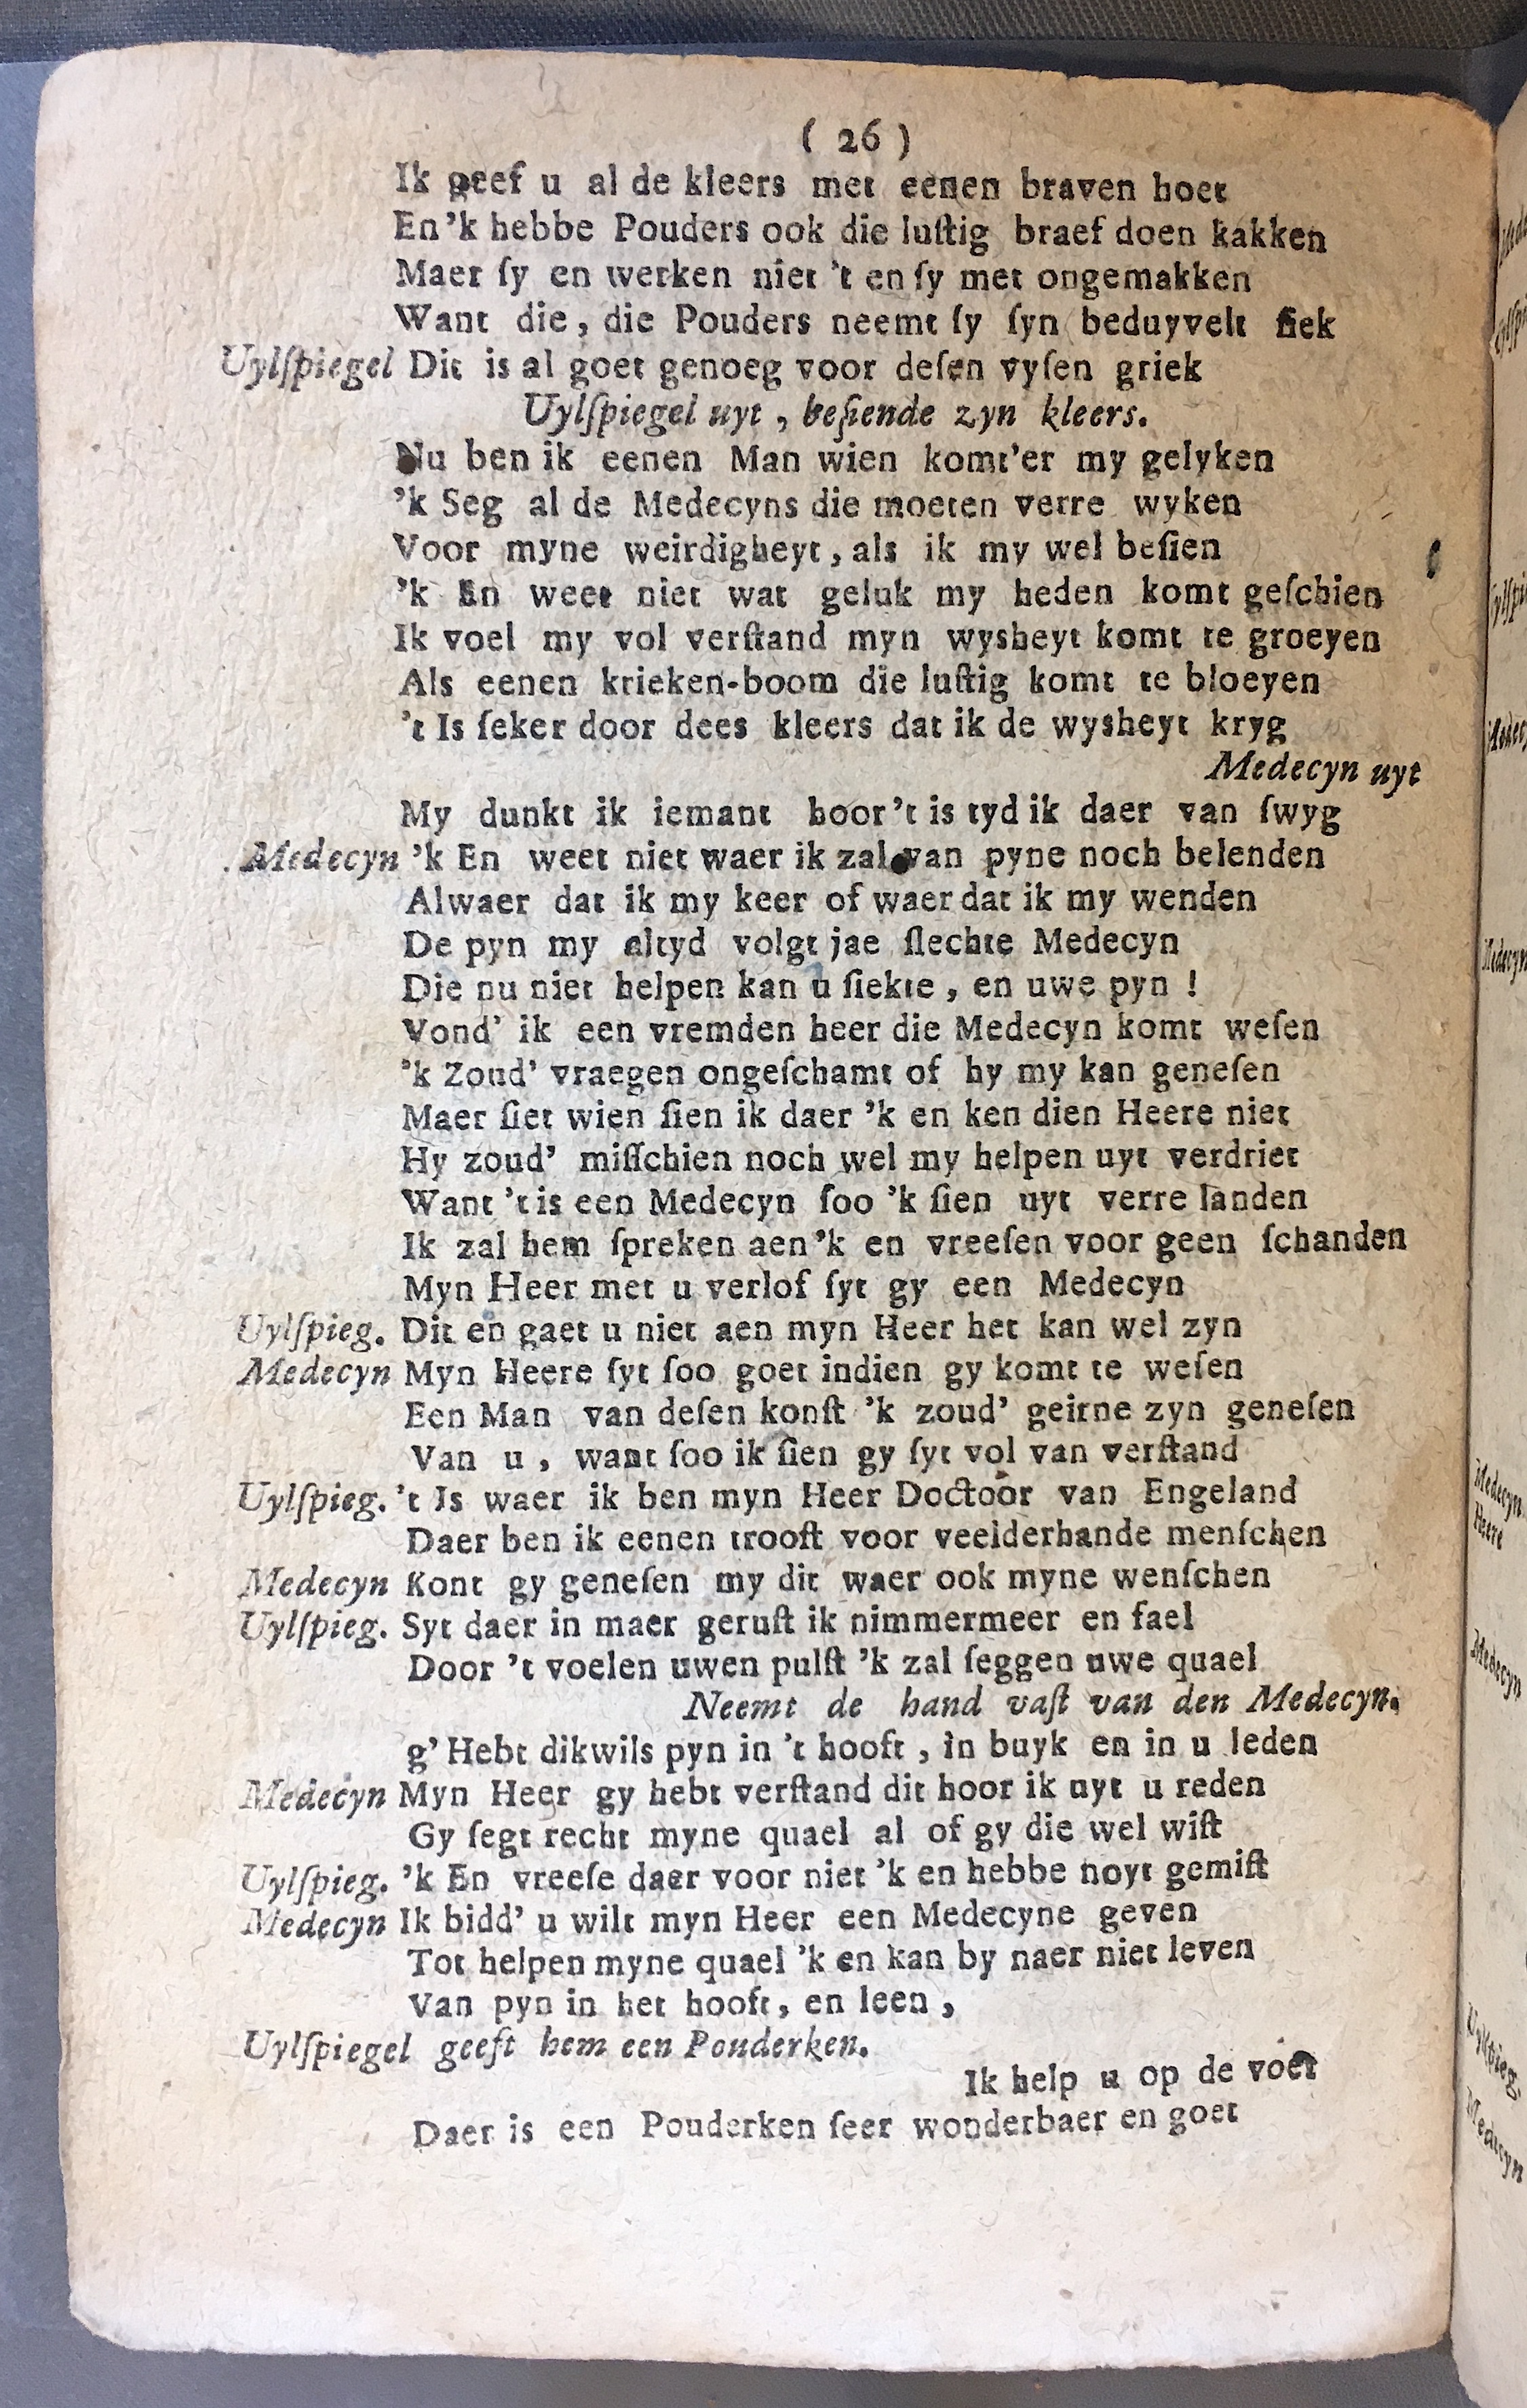 ( 26 )
Ik geef u al de kleers met eenen braven hoet
En 'k hebbe Pouders ook die luſtig braef doen kakken
Maer ſy en werken niet 't en ſy met ongemakken
Want die, die Pouders neemt ſy ſyn beduyvelt ſiek
Uylſpiegel Dit is al goet genoeg voor deſen vyſen griek
Uylſpiegel uyt, beſiende zyn kleers.
Nu ben ik eenen Man wien komt'er my gelyken
'k Seg al de Medecyns die moeten verre wyken
Voor myne weirdigheyt, als ik my wel beſien
'k En weet niet wat geluk my heden komt geſchien
Ik voel my vol verſtand myn wysheyt komt te groeyen
Als eenen krieken-boom die luſtig komt te bloeyen
't Is ſeker door dees kleers dat ik de wysheyt kryg
Medecyn uyt
My dunkt ik iemant hoor 't is tyd ik daer van ſwyg
Medecyn 'k En weet niet waer ik zal van pyne noch belenden
Alwaer dat ik my keer of waer dat ik my wenden
De pyn my altyd volgt jae ſlechte Medecyn
Die nu niet helpen kan u ſiekte, en uwe pyn !
Vond' ik een vremden heer die Medecyn komt weſen
'k Zoud' vraegen ongeſchamt of hy my kan geneſen
Maer ſiet wien ſien ik daer 'k en ken dien Heere niet
Hy zoud' miſſchien noch wel my helpen uyt verdriet
Want 't is een Medecyn ſoo 'k ſien uyt verre landen
Ik zal hem ſpreken aen 'k en vreeſen voor geen ſchanden
Myn Heer met u verlof ſyt gy een Medecyn
Uylſpieg. Dit en gaet u niet aen myn Heer het kan wel zyn
Medecyn Myn Heere ſyt ſoo goet indien gy komt te weſen
Een Man van deſen konſt 'k zoud' geirne zyn geneſen
Van u, want ſoo ik ſien gy ſyt vol van verſtand
Uylſpieg. 't Is waer ik ben myn Heer Doctoor van Engeland
Daer ben ik eenen trooſt voor veelderhande menſchen
Medecyn Kont gy geneſen my dit waer ook myne wenſchen
Uylſpieg. Syt daer in maer geruſt ik nimmermeer en fael
Door 't voelen uwen pulſt 'k zal ſeggen uwe quael
Neemt de hand vaſt van den Medecyn.
g' Hebt dikwils pyn in 't hooft, in buyk en in u leden
Medecyn Myn Heer gy hebt verſtand dit hoor ik uyt u reden
Gy ſegt recht myne quael al of gy die wel wiſt
Uylſpieg. 'k En vreeſe daer voor niet 'k en hebbe noyt gemiſt
Medecyn Ik bidd' u wilt myn Heer een Medecyne geven
Tot helpen myne quael 'k en kan by naer niet leven
Van pyn in het hooft, en leen,
Uylſpiegel geeft hem een Pouderken.
Ik help u op de voet
Daer is een Pouderken ſeer wonderbaer en goet